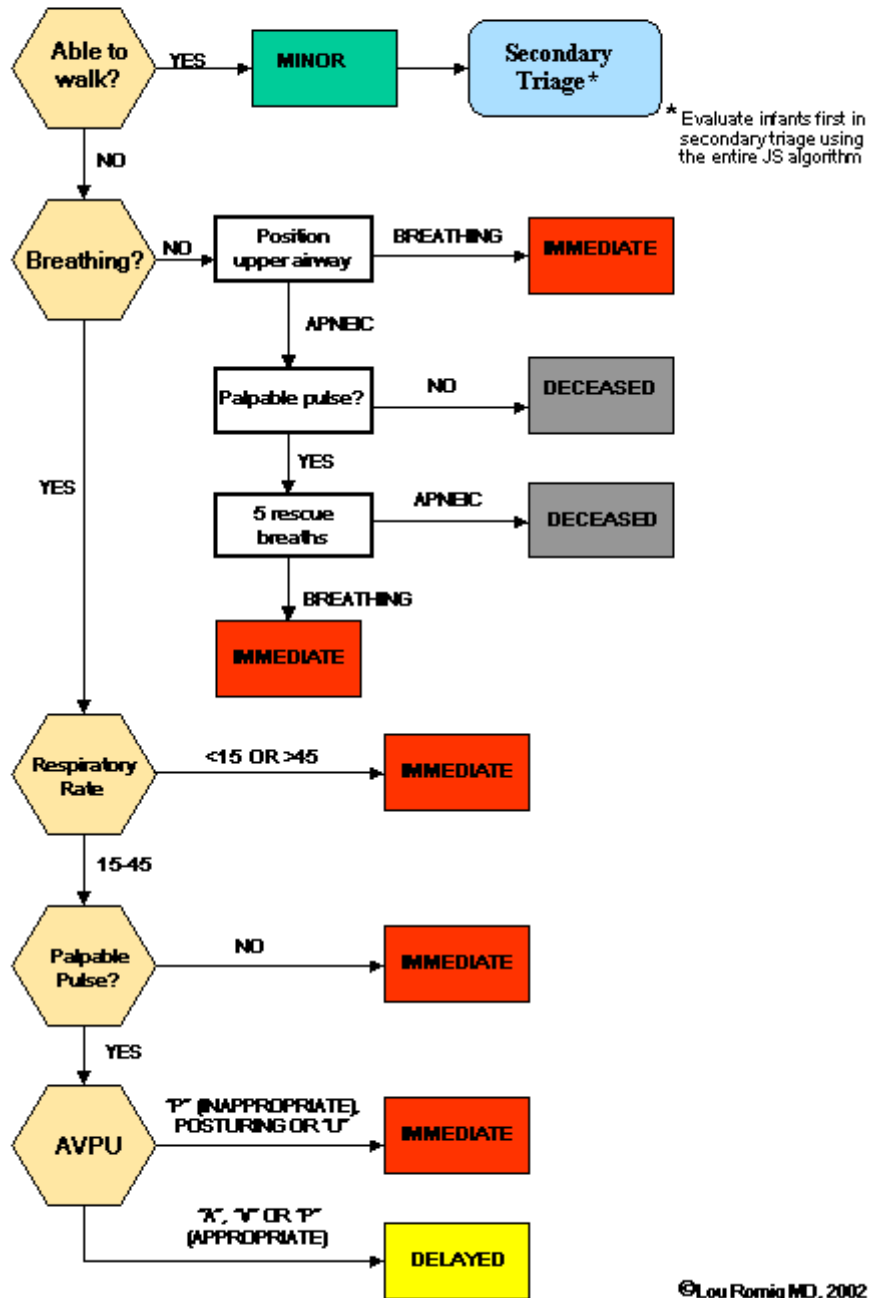 Able to
walk?
YES
MINOR
Secondary
Triage*
* Evaluate infants first in
secondary triage using
the entire JS algorithm
NO
Breathing?
NO
Position
upper airway
BREATHING
IMMEDIATE
APNEIC
Palpable pulse?
NO
DECEASED
YES
5 rescue
breaths
APNEIC
DECEASED
BREATHING
IMMEDIATE
YES
Respiratory
Rate
<15 OR >45
IMMEDIATE
15-45
Palpable
Pulse?
NO
IMMEDIATE
YES
AVPU
"P" (INAPPROPRIATE),
POSTURING OR "U"
IMMEDIATE
"A", "V" OR "P"
(APPROPRIATE)
DELAYED
©Lou Romig MD, 2002